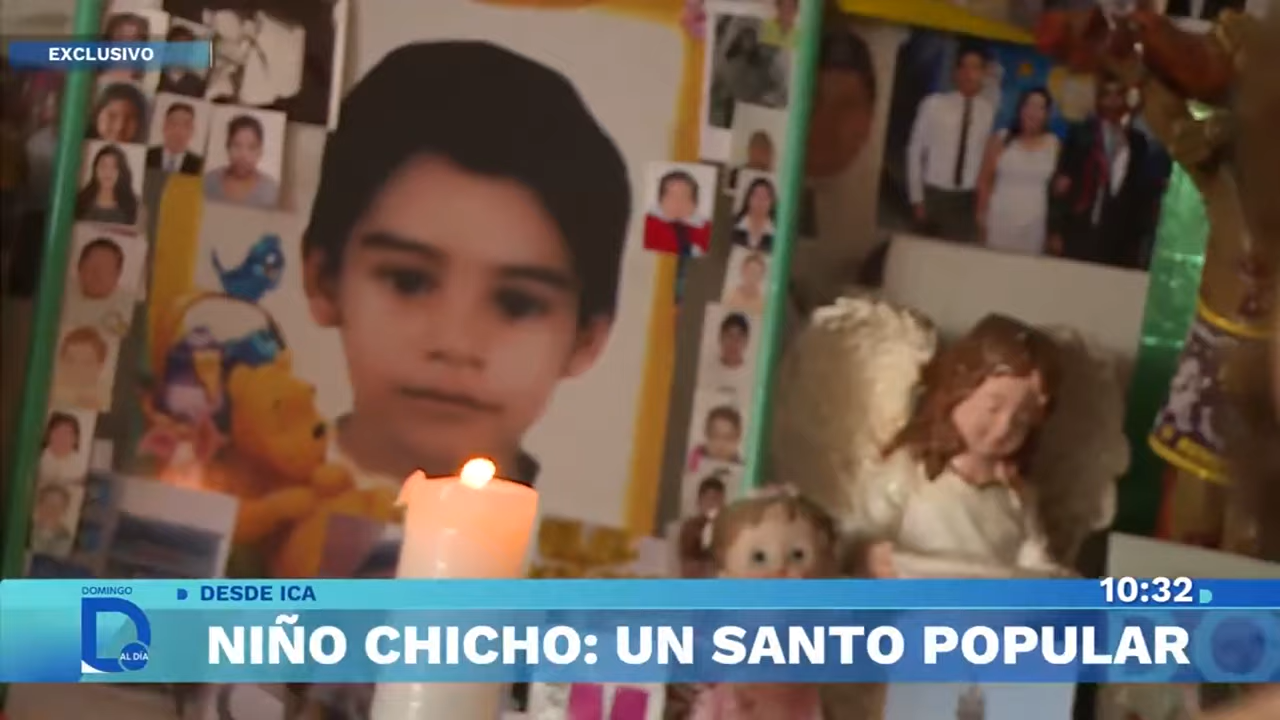 EXCLUSIVO
DOMINGO
D
AL DÍA
DESDE ICA
10:32
NIÑO CHICHO: UN SANTO POPULAR